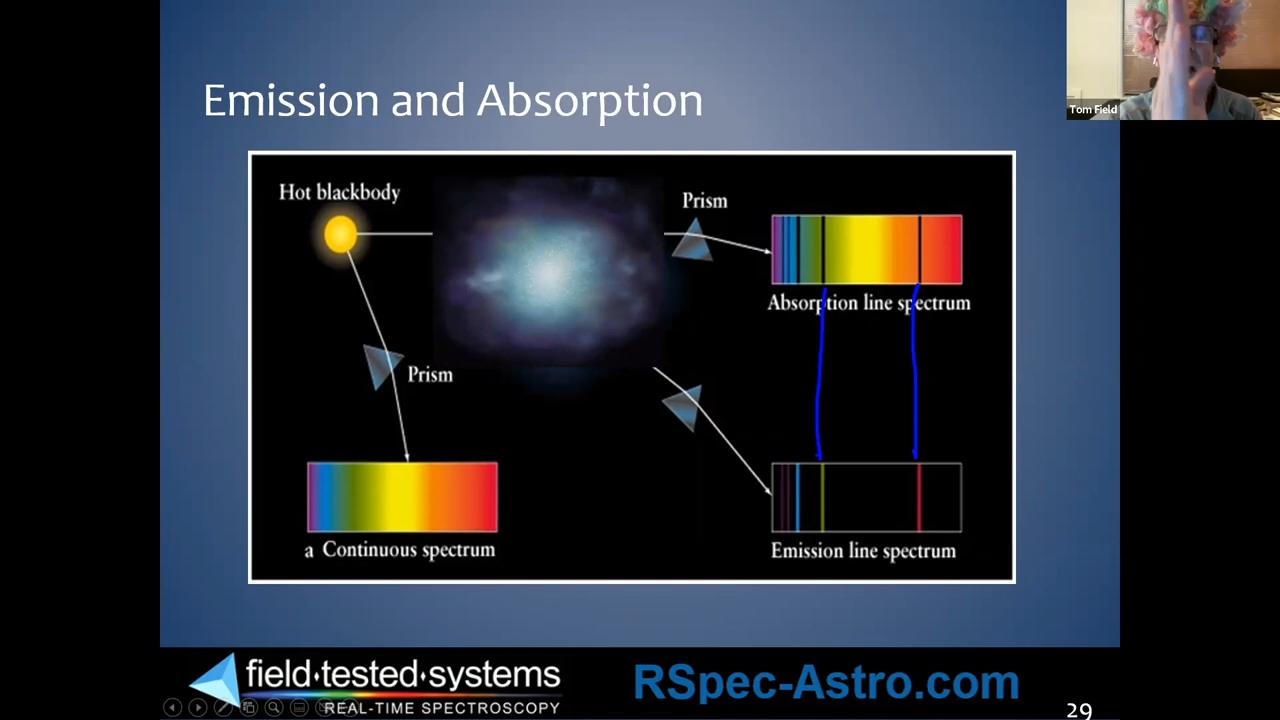 Tom Field
Emission and Absorption
Hot blackbody
Prism
Absorption line spectrum
Prism
a Continuous spectrum
Emission line spectrum
field·tested·systems
REAL-TIME SPECTROSCOPY
RSpec-Astro.com
29